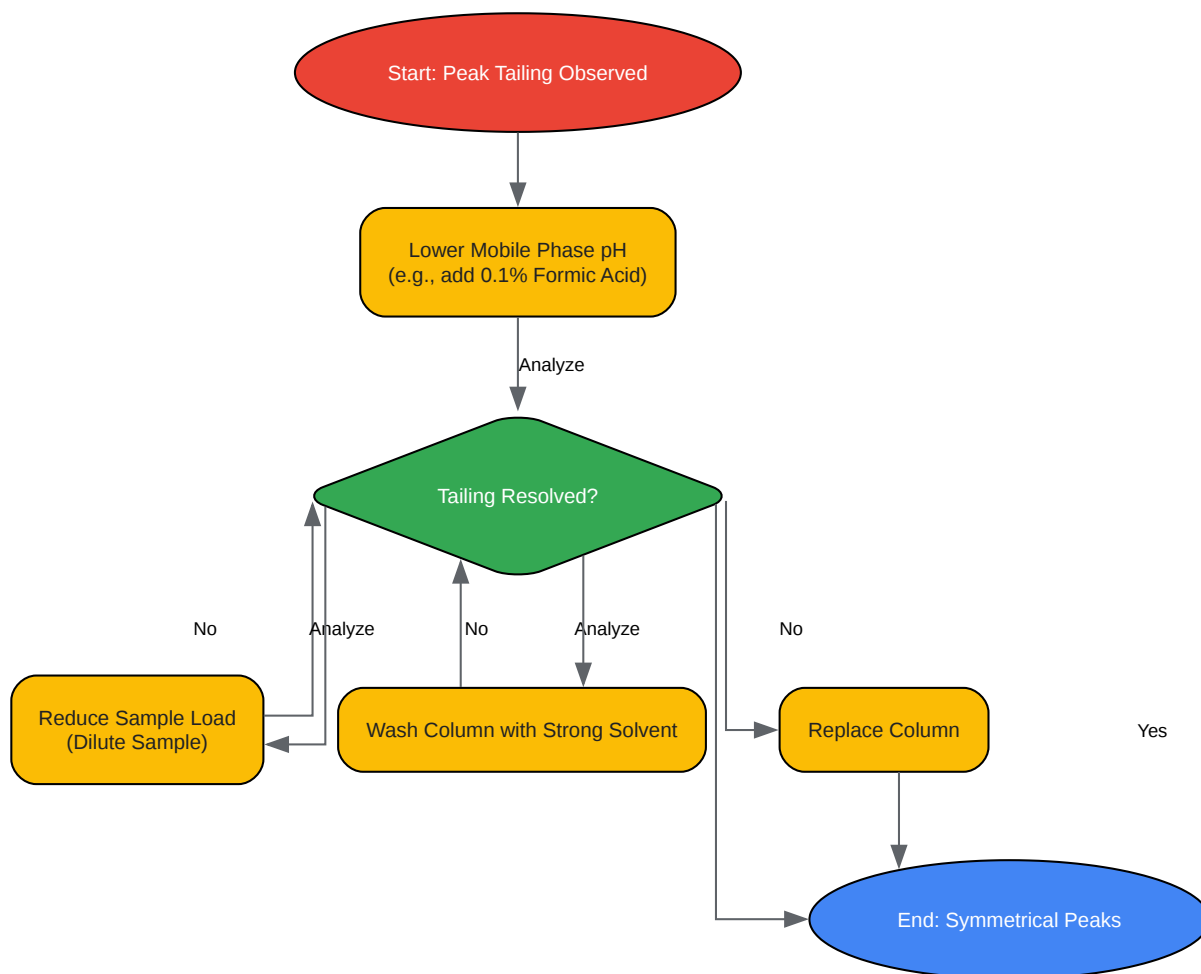 Start: Peak Tailing Observed
Lower Mobile Phase pH
(e.g., add 0.1% Formic Acid)
Analyze
Tailing Resolved?
No
Analyze
No
Analyze
No
Reduce Sample Load
(Dilute Sample)
Wash Column with Strong Solvent
Replace Column
Yes
End: Symmetrical Peaks